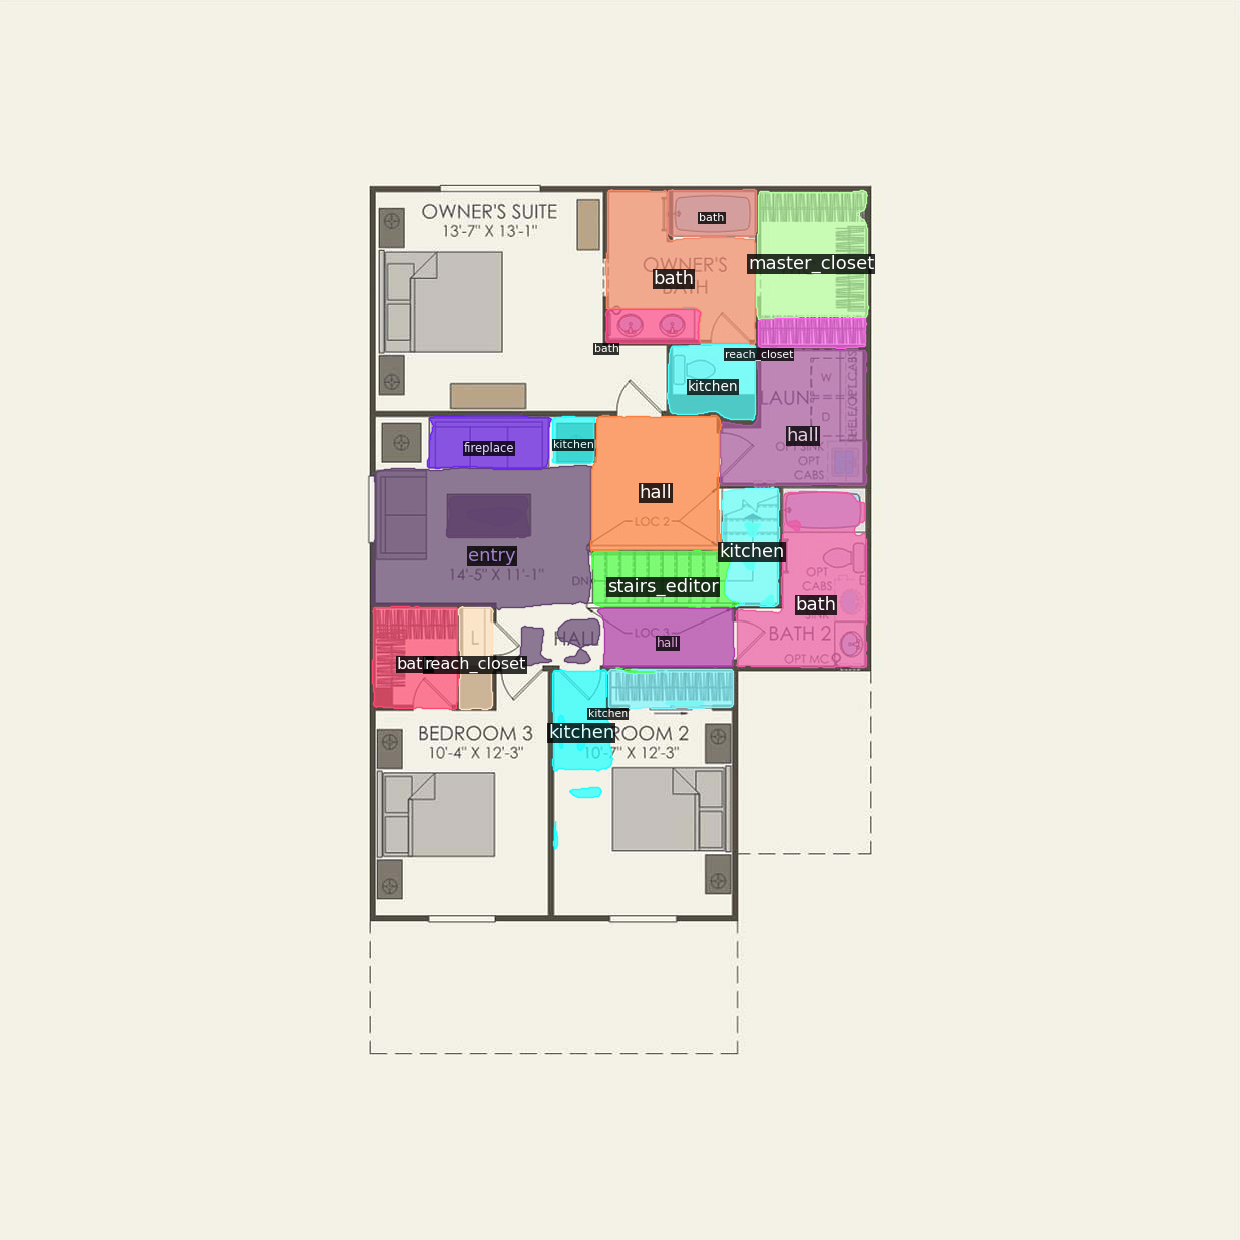 OWNER'S SUITE
13'-7" X 13'-1"
bath
OWNER'S
BATH
bath
master_closet
bath
reach_closet
kitchen
W
LAUN
D
SHELF/OPT CABS
hall
OPT SINK
OPT
CABS
fireplace
kitchen
hall
LOC 2
entry
14'-5" X 11'-1"
kitchen
DN
stairs_editor
OPT
CABS
bath
SINK
HALL
LOC 3
hall
BATH 2
OPT MC
L
bat
reach_closet
kitchen
BEDROOM 3
10'-4" X 12'-3"
kitchen
ROOM 2
10'-7" X 12'-3"